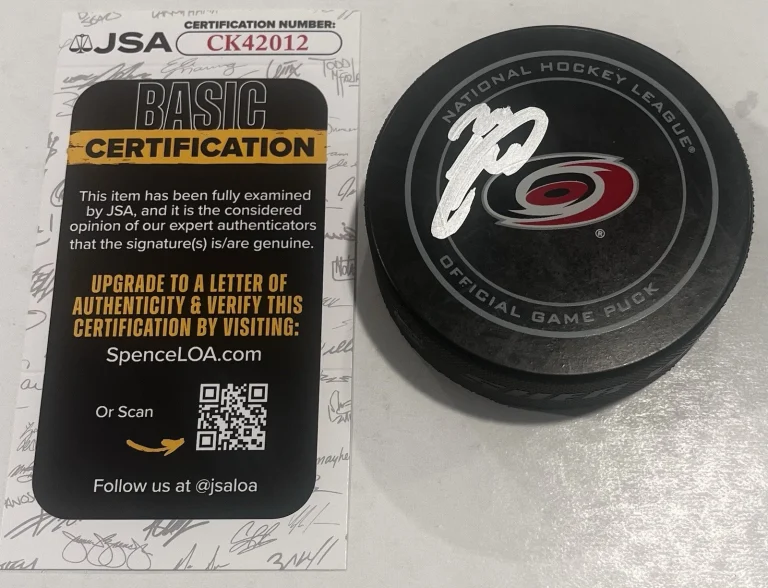 CERTIFICATION NUMBER:
JSA CK42012
BASIC
CERTIFICATION
This item has been fully examined
by JSA, and it is the considered
opinion of our expert authenticators
that the signature(s) is/are genuine.
UPGRADE TO A LETTER OF
AUTHENTICITY & VERIFY THIS
CERTIFICATION BY VISITING:
SpenceLOA.com
Or Scan
Follow us at @jsaloa
NATIONAL HOCKEY LEAGUE®
®
OFFICIAL GAME PUCK